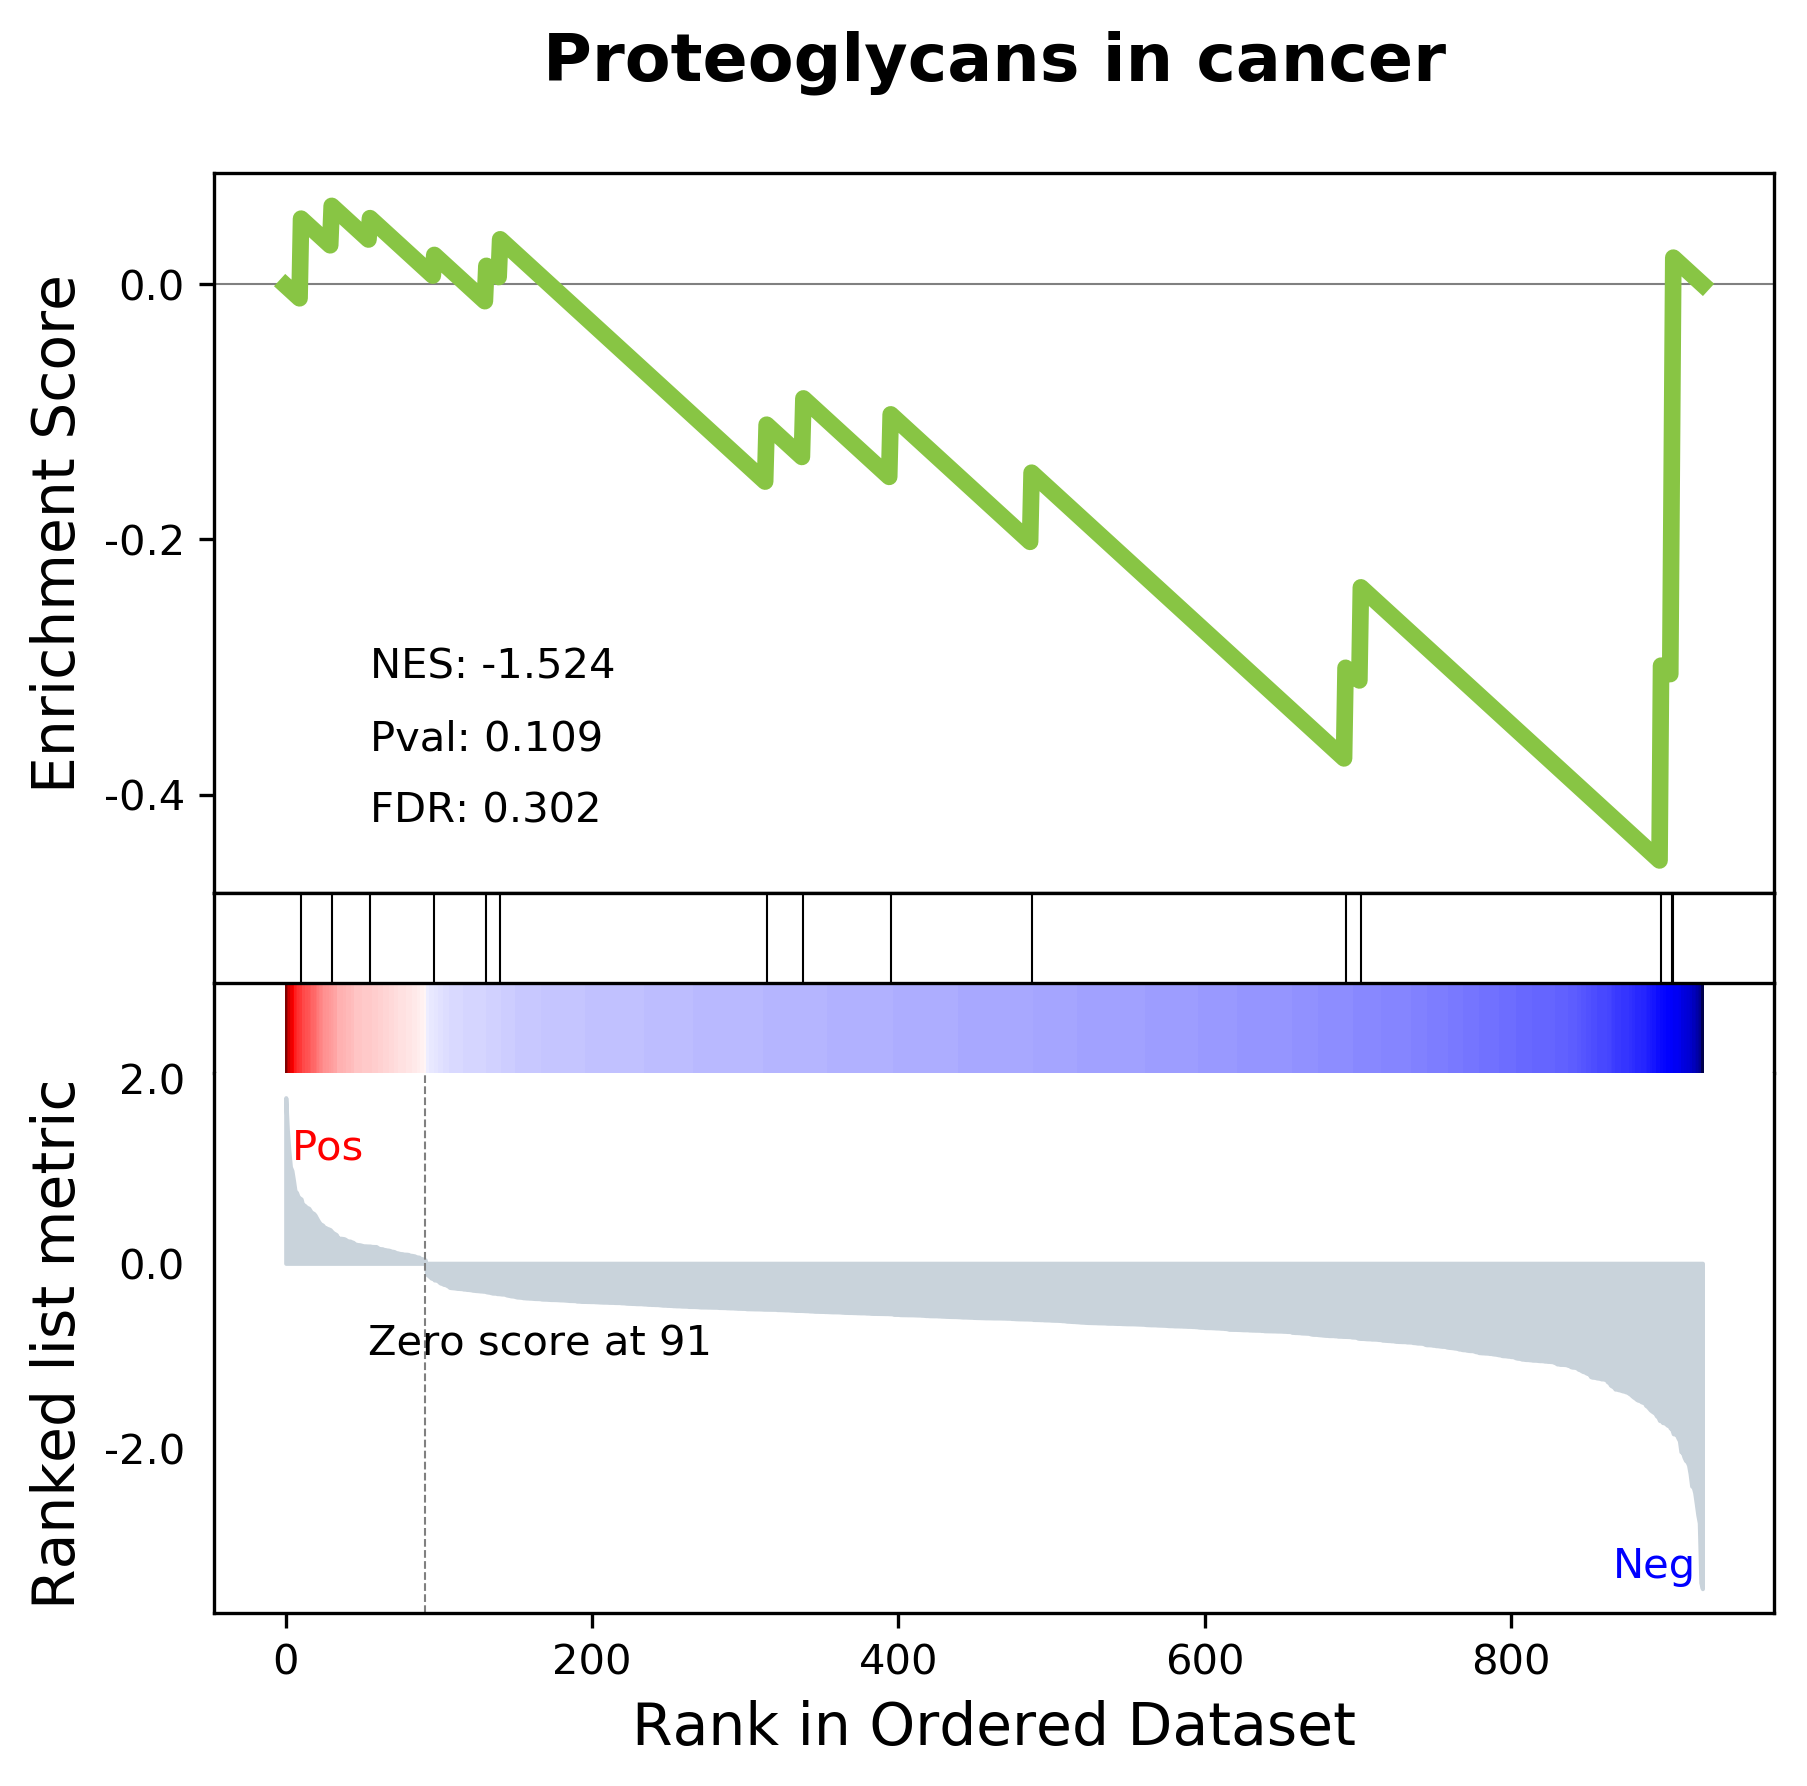 Proteoglycans in cancer
Enrichment Score
0.0
-0.2
-0.4
NES: -1.524
Pval: 0.109
FDR: 0.302
Ranked list metric
2.0
0.0
-2.0
Pos
Zero score at 91
Neg
0 200 400 600 800
Rank in Ordered Dataset